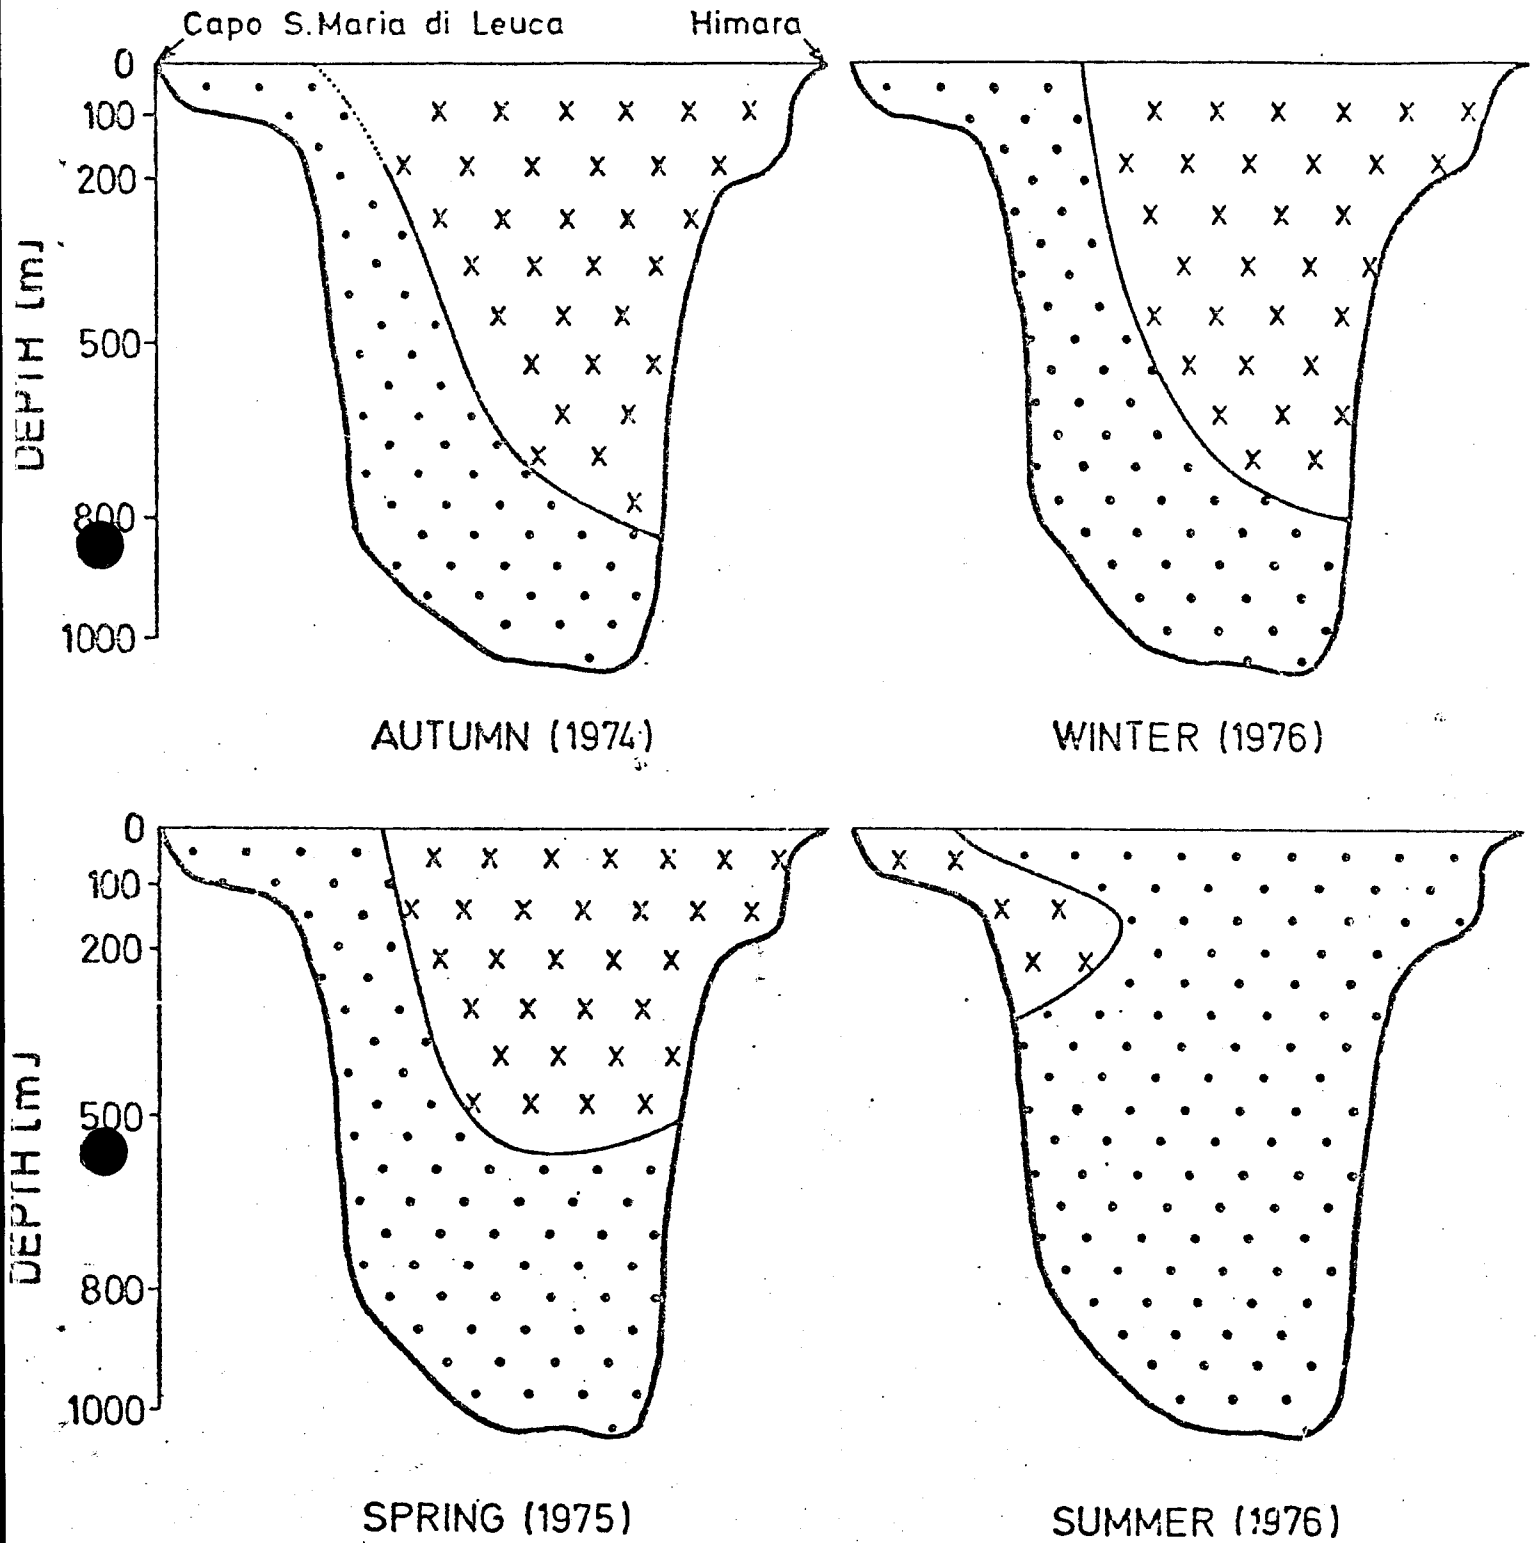 Capo S.Maria di Leuca Himara
0
100
200
500
800
1000
DEPTH [m]
AUTUMN (1974) WINTER (1976)
0
100
200
500
800
1000
DEPTH [m]
SPRING (1975) SUMMER (1976)